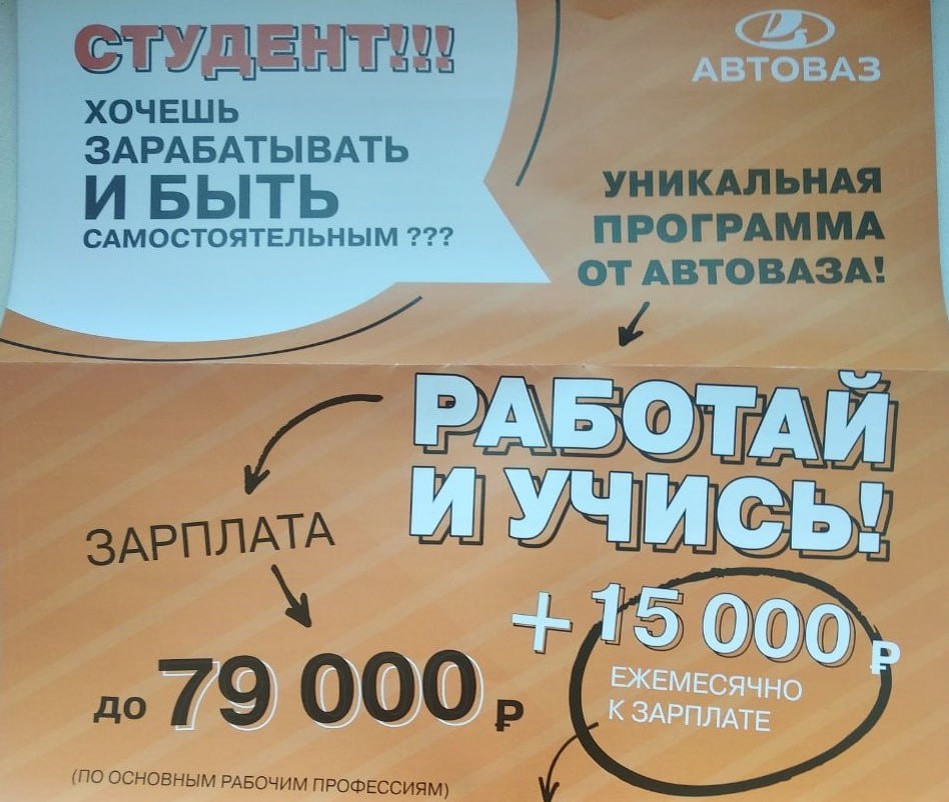 СТУДЕНТ!!!
ХОЧЕШЬ
ЗАРАБАТЫВАТЬ
И БЫТЬ
САМОСТОЯТЕЛЬНЫМ ???
АВТОВАЗ
УНИКАЛЬНАЯ
ПРОГРАММА
ОТ АВТОВАЗА!
РАБОТАЙ
И УЧИСЬ!
ЗАРПЛАТА
до 79 000 ₽
(ПО ОСНОВНЫМ РАБОЧИМ ПРОФЕССИЯМ)
+ 15 000 ₽
ЕЖЕМЕСЯЧНО
К ЗАРПЛАТЕ